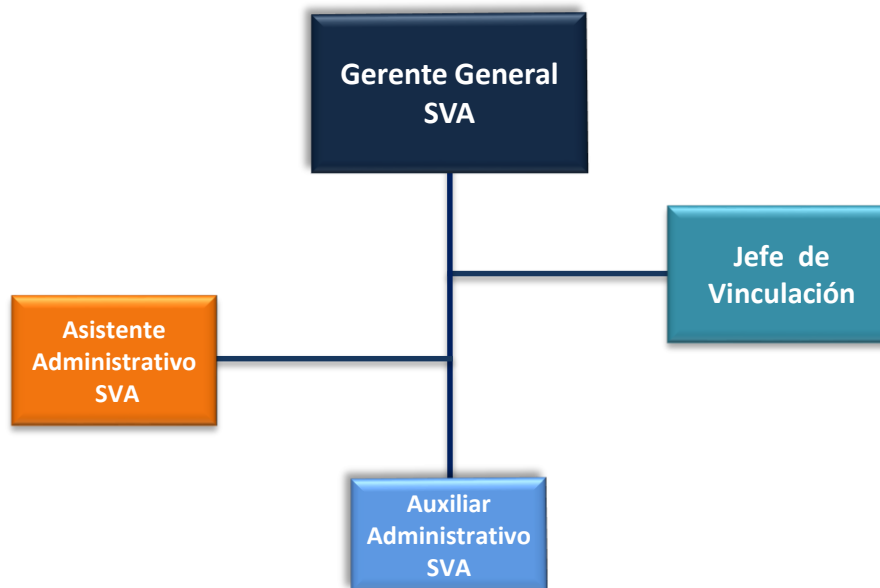 Gerente General
SVA
Jefe de
Vinculación
Asistente
Administrativo
SVA
Auxiliar
Administrativo
SVA